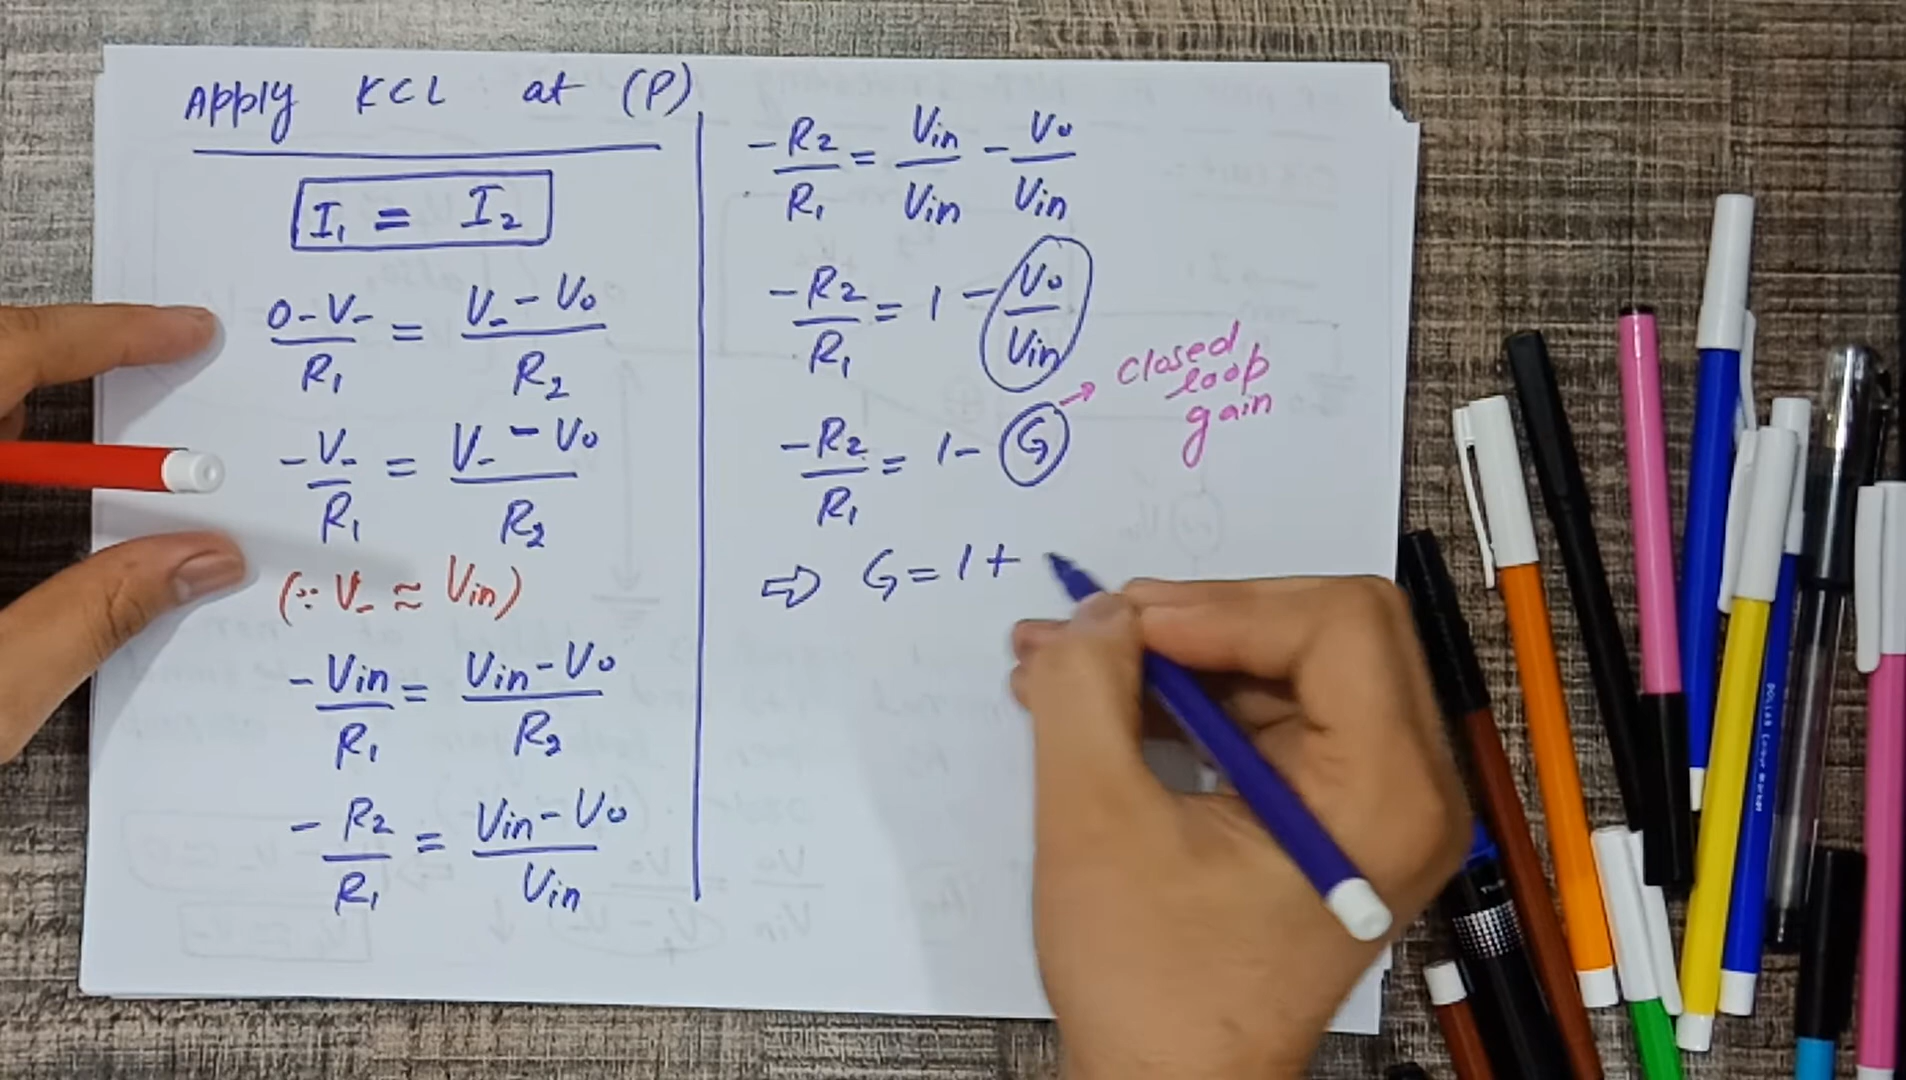 Apply KCL at (P)
I₁ = I₂
0-V₋/R₁ = V₋-V₀/R₂
-V₋/R₁ = V₋-V₀/R₂
(∵ V₋ ≈ Vin)
-Vin/R₁ = Vin-V₀/R₂
-R₂/R₁ = Vin-V₀/Vin
-R₂/R₁ = Vin/Vin - V₀/Vin
-R₂/R₁ = 1 - V₀/Vin
closed
loop
gain
-R₂/R₁ = 1 - G
⇒ G = 1 +